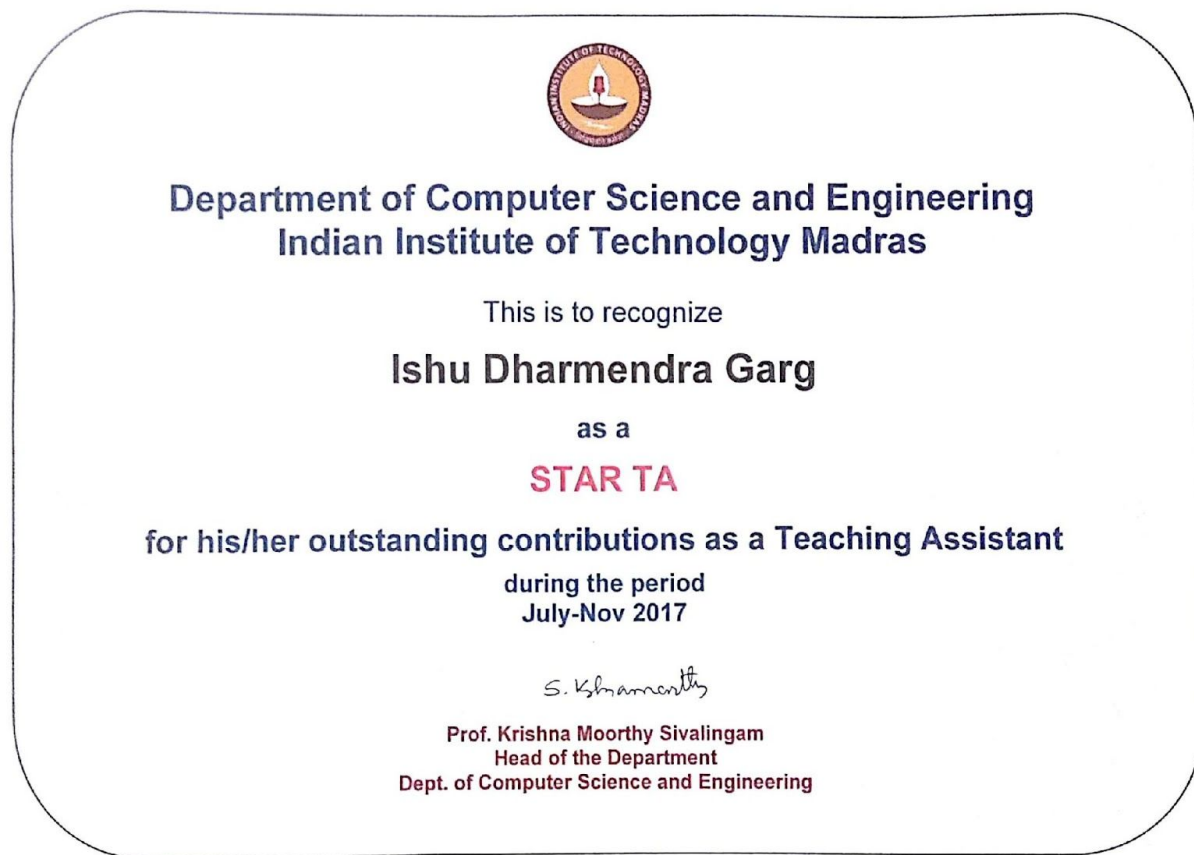 INDIAN INSTITUTE OF TECHNOLOGY MADRAS
Department of Computer Science and Engineering
Indian Institute of Technology Madras
This is to recognize
Ishu Dharmendra Garg
as a
STAR TA
for his/her outstanding contributions as a Teaching Assistant
during the period
July-Nov 2017
Prof. Krishna Moorthy Sivalingam
Head of the Department
Dept. of Computer Science and Engineering